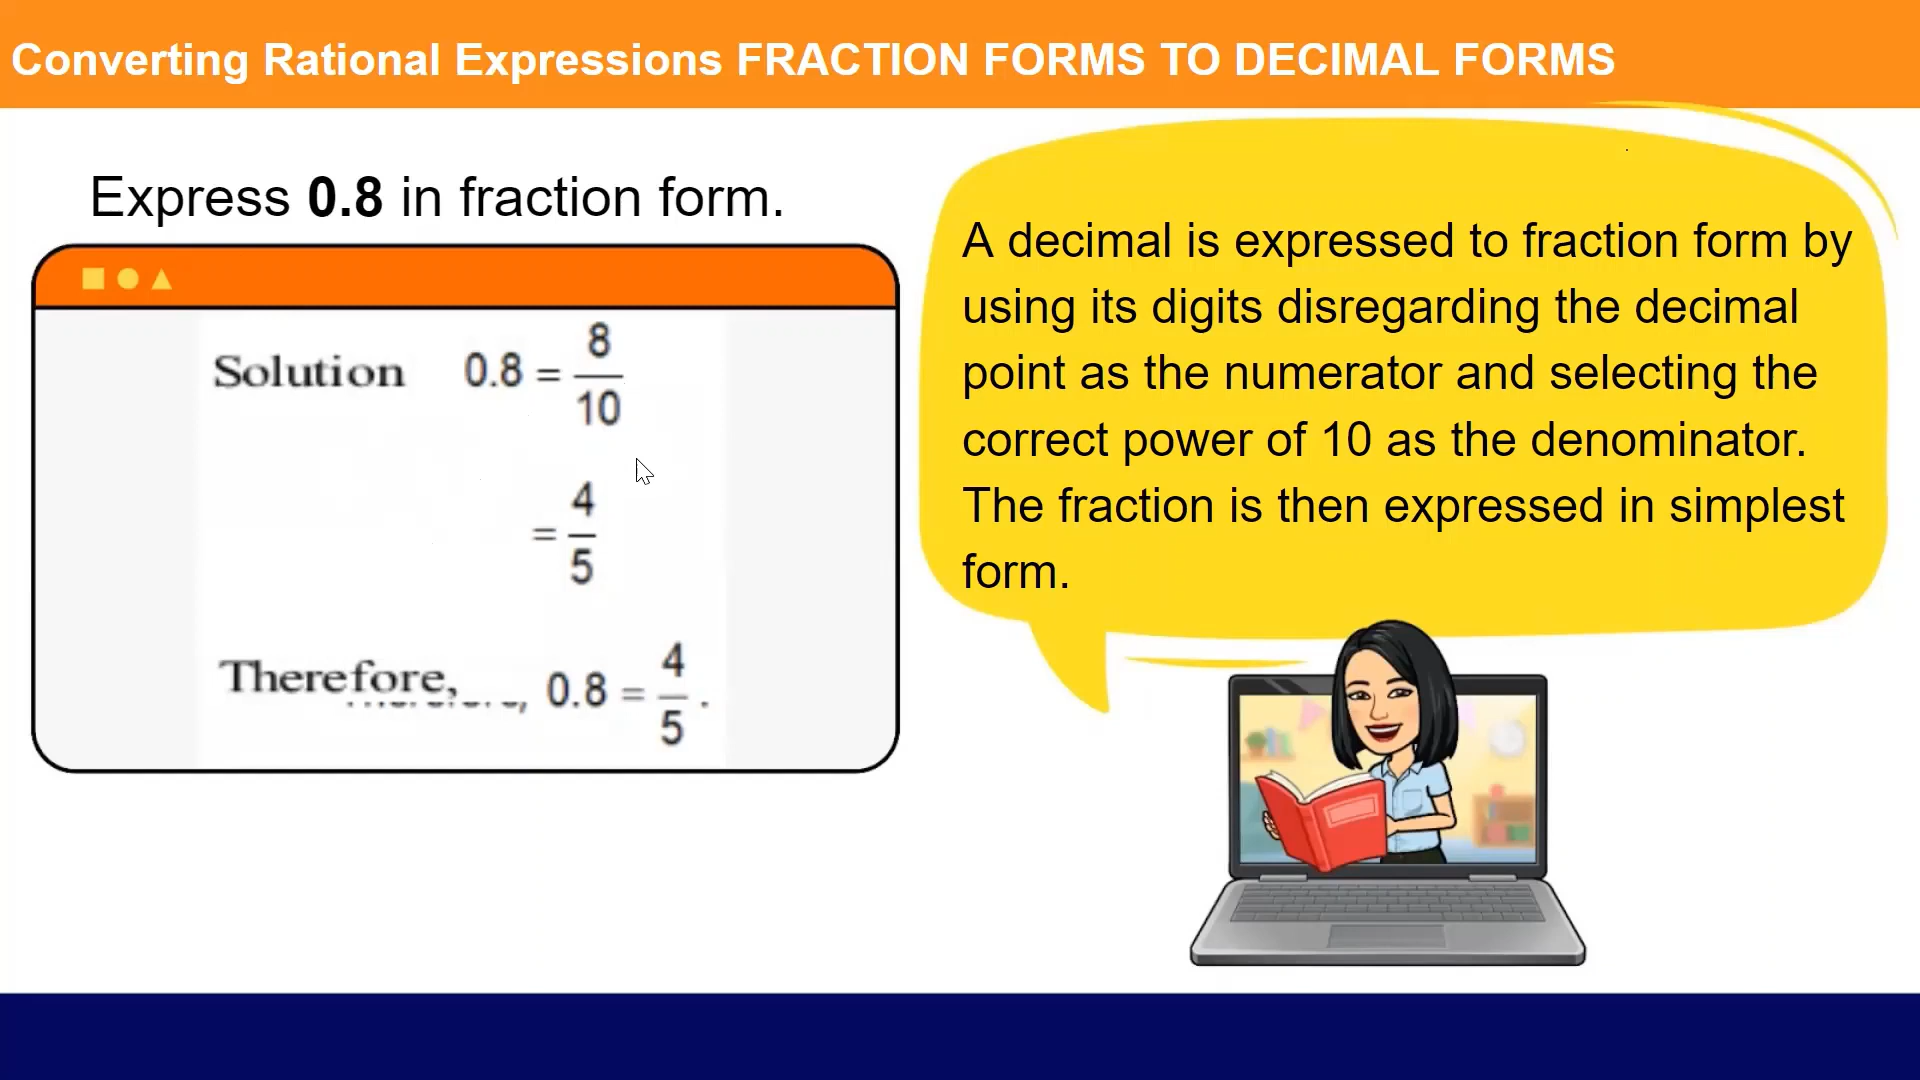 Converting Rational Expressions FRACTION FORMS TO DECIMAL FORMS
Express 0.8 in fraction form.
Solution 0.8 = 8/10
= 4/5
Therefore, 0.8 = 4/5 .
A decimal is expressed to fraction form by
using its digits disregarding the decimal
point as the numerator and selecting the
correct power of 10 as the denominator.
The fraction is then expressed in simplest
form.